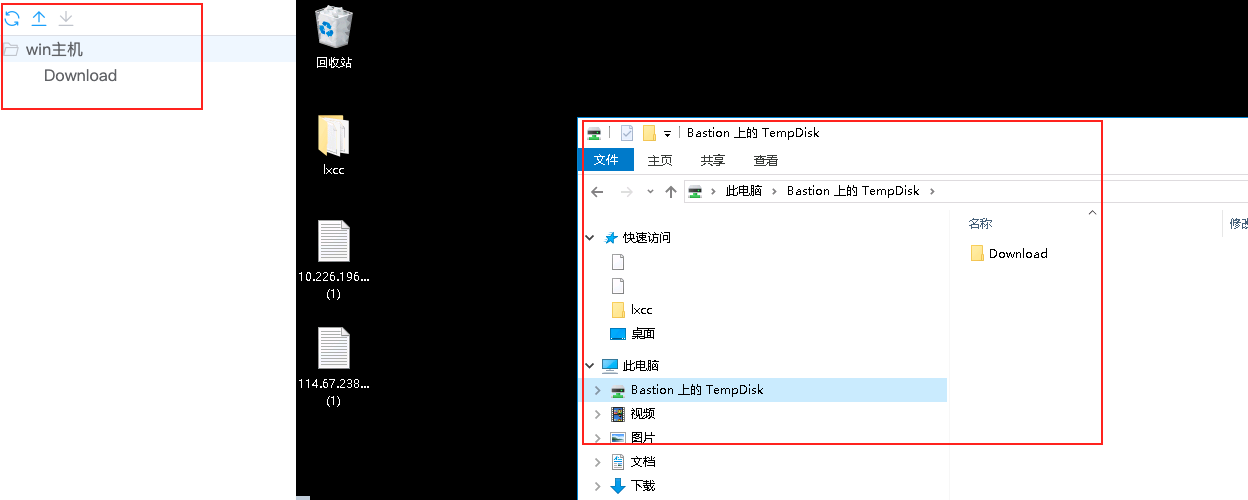 win主机
Download
回收站
lxcc
10.226.196...
(1)
114.67.238...
(1)
Bastion 上的 TempDisk
文件 主页 共享 查看
此电脑 Bastion 上的 TempDisk
快速访问
lxcc
桌面
此电脑
Bastion 上的 TempDisk
视频
图片
文档
下载
名称
Download